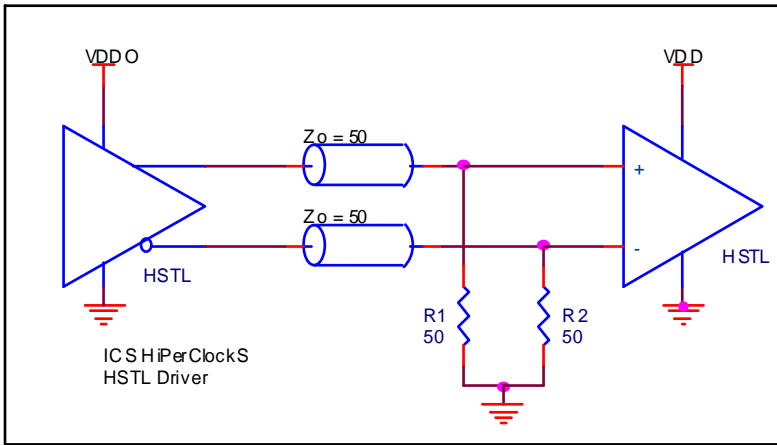 VDDO
VDD
Zo = 50
+
Zo = 50
-
HSTL
HSTL
R1
50
R2
50
ICS HiPerClockS
HSTL Driver